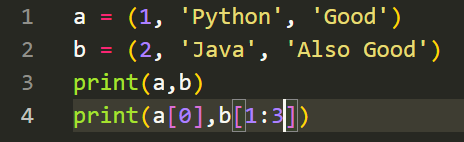 1 a = (1, 'Python', 'Good')
2 b = (2, 'Java', 'Also Good')
3 print(a,b)
4 print(a[0],b[1:3])